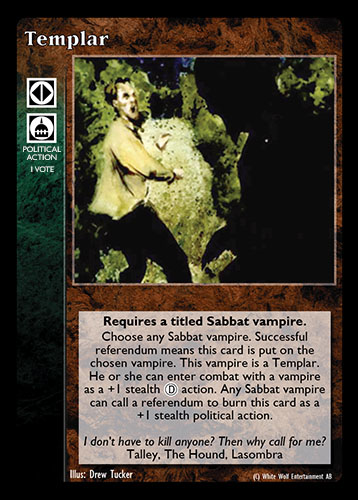 Templar
POLITICAL
ACTION
1 VOTE
Requires a titled Sabbat vampire.
Choose any Sabbat vampire. Successful
referendum means this card is put on the
chosen vampire. This vampire is a Templar.
He or she can enter combat with a vampire
as a +1 stealth Ⓓ action. Any Sabbat vampire
can call a referendum to burn this card as a
+1 stealth political action.
I don't have to kill anyone? Then why call for me?
Talley, The Hound, Lasombra
Illus: Drew Tucker
(C) White Wolf Entertainment AB